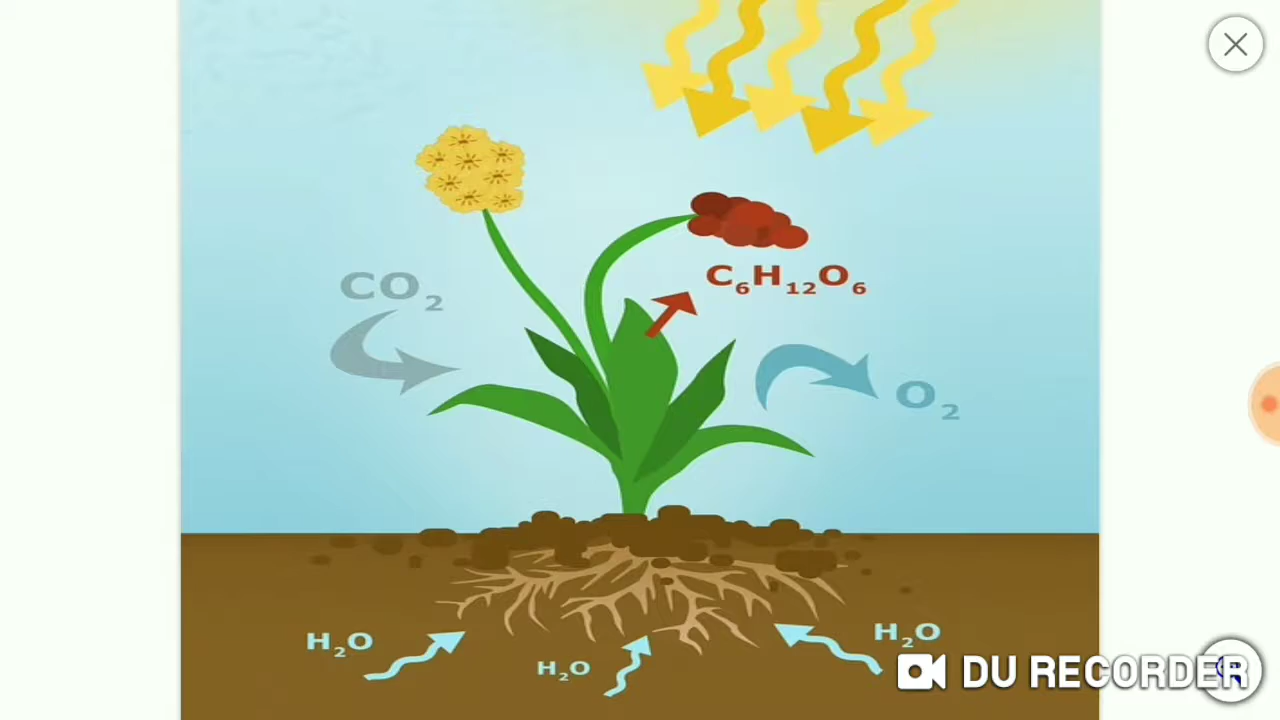 C₆H₁₂O₆
CO₂
O₂
H₂O
H₂O
H₂O
DU RECORDER